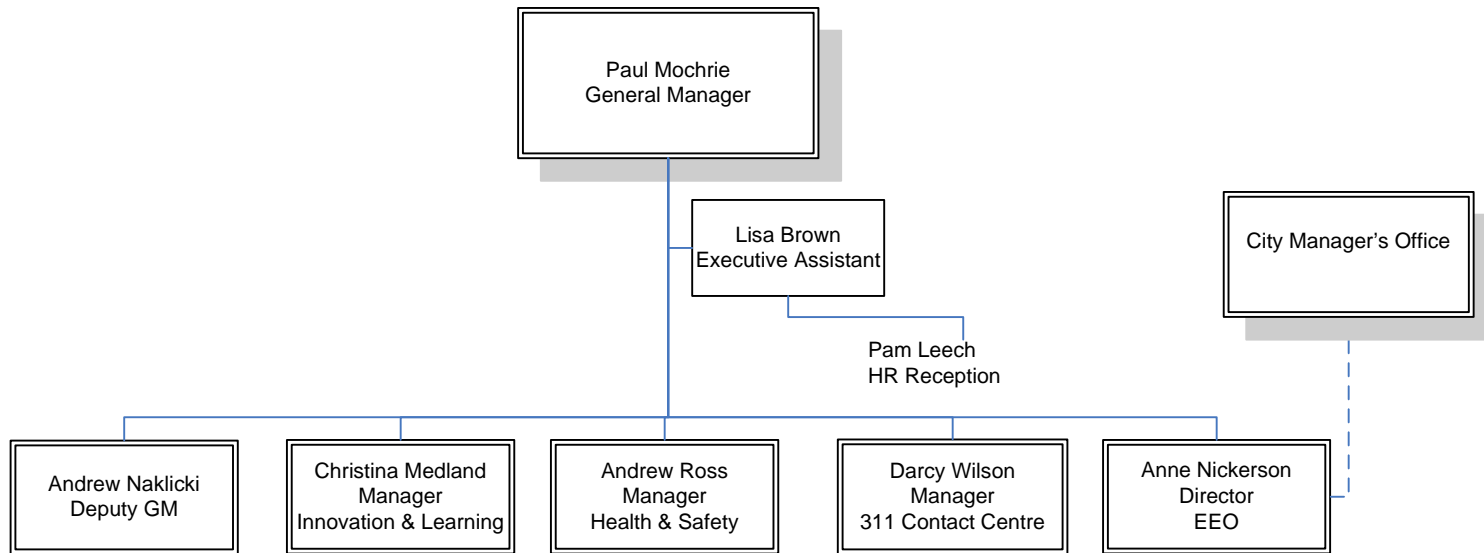 Paul Mochrie
General Manager
Lisa Brown
Executive Assistant
City Manager’s Office
Pam Leech
HR Reception
Andrew Naklicki
Deputy GM
Christina Medland
Manager
Innovation & Learning
Andrew Ross
Manager
Health & Safety
Darcy Wilson
Manager
311 Contact Centre
Anne Nickerson
Director
EEO